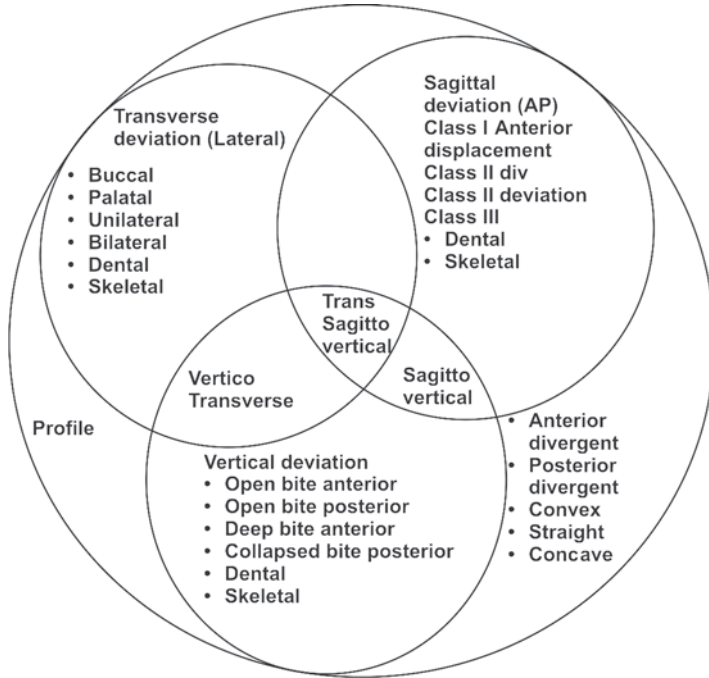 Transverse
deviation (Lateral)
• Buccal
• Palatal
• Unilateral
• Bilateral
• Dental
• Skeletal
Sagittal
deviation (AP)
Class I Anterior
displacement
Class II div
Class II deviation
Class III
• Dental
• Skeletal
Trans
Sagitto
vertical
Vertico
Transverse
Sagitto
vertical
Profile
• Anterior
divergent
• Posterior
divergent
• Convex
• Straight
• Concave
Vertical deviation
• Open bite anterior
• Open bite posterior
• Deep bite anterior
• Collapsed bite posterior
• Dental
• Skeletal